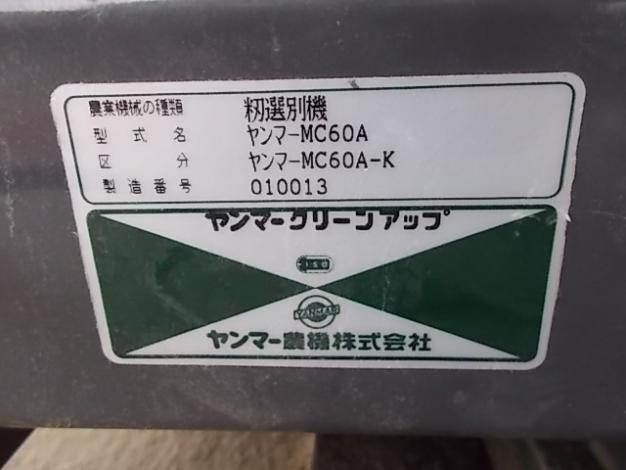 農業機械の種類 籾選別機
型式名 ヤンマーMC60A
区分 ヤンマーMC60A-K
製造番号 010013
ヤンマーグリーンアップ
YANMAR
ヤンマー農機株式会社